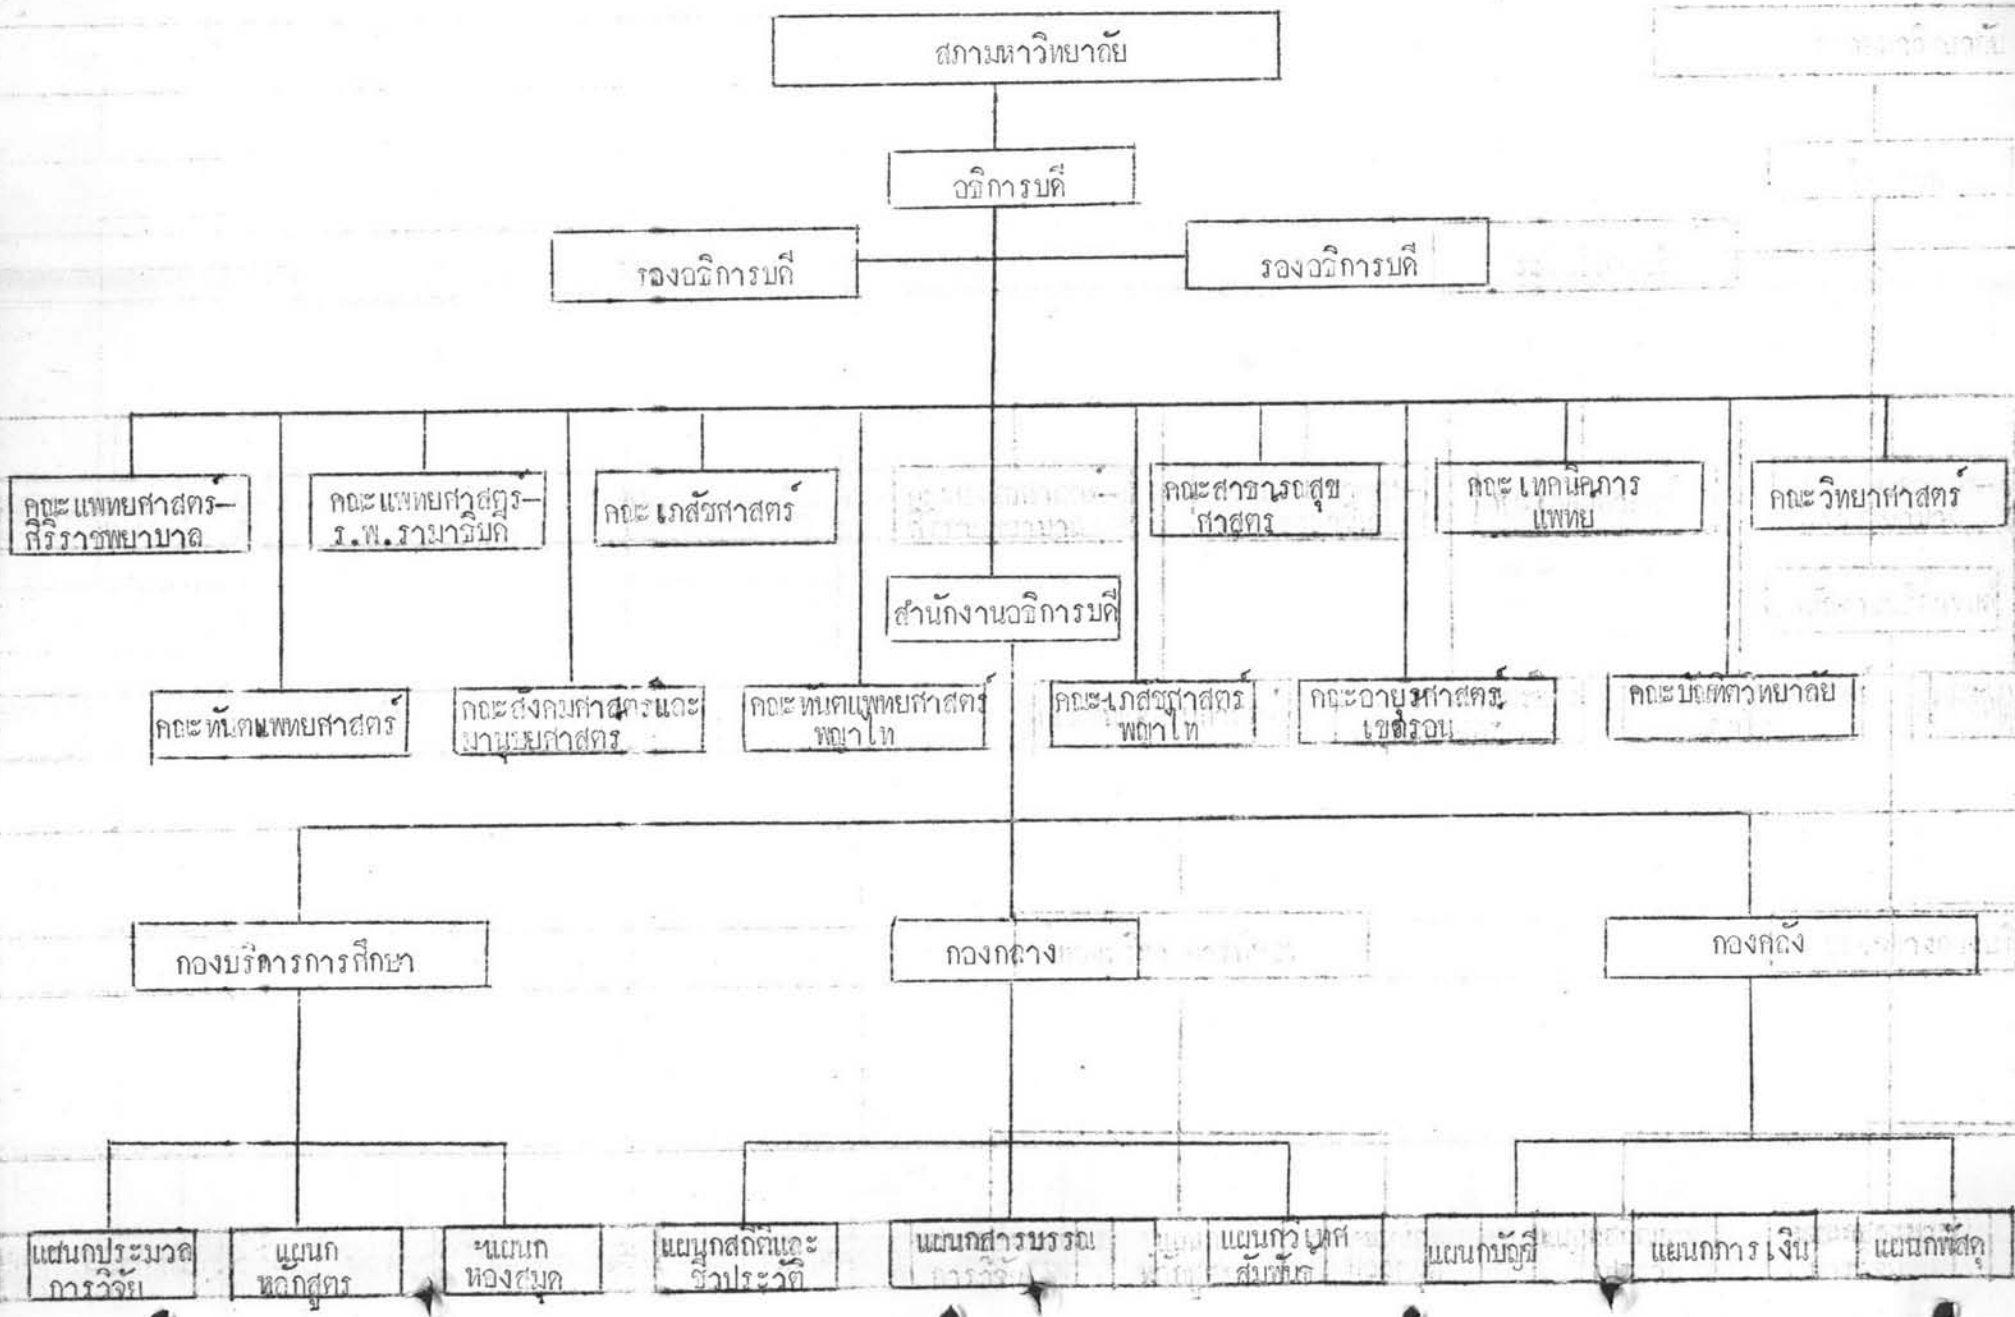 สภามหาวิทยาลัย
อธิการบดี
รองอธิการบดี
รองอธิการบดี
คณะแพทยศาสตร์–
ศิริราชพยาบาล
คณะแพทยศาสตร์–
ร.พ.รามาธิบดี
คณะเภสัชศาสตร์
คณะสาธารณสุข
ศาสตร
คณะเทคนิคการ
แพทย
คณะวิทยาศาสตร์
สำนักงานอธิการบดี
คณะทันตแพทยศาสตร์
คณะสังคมศาสตร์และ
มานุษยศาสตร
คณะทันตแพทยศาสตร์
พญาไท
คณะเภสัชศาสตร์
พญาไท
คณะอายุรศาสตร์
เขตร้อน
คณะบัณฑิตวิทยาลัย
กองบริการการศึกษา
กองกลาง
กองคลัง
แผนกประมวล
การวิจัย
แผนก
หลักสูตร
แผนก
หองสมุด
แผนกสถิติและ
ชีวประวัติ
แผนกสารบรรณ
แผนกวิเทศ
สัมพันธ
แผนกบัญชี
แผนกการเงิน
แผนกพัสดุ